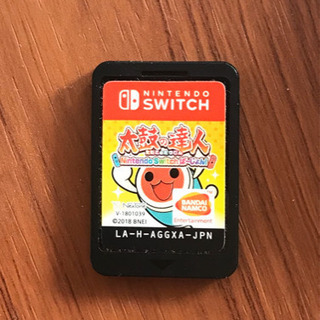 NINTENDO
SWITCH
太鼓の達人
Nintendo Switchば〜じょん!
V-1801039
©2018 BNEI
BANDAI
NAMCO
Entertainment
LA-H-AGGXA-JPN